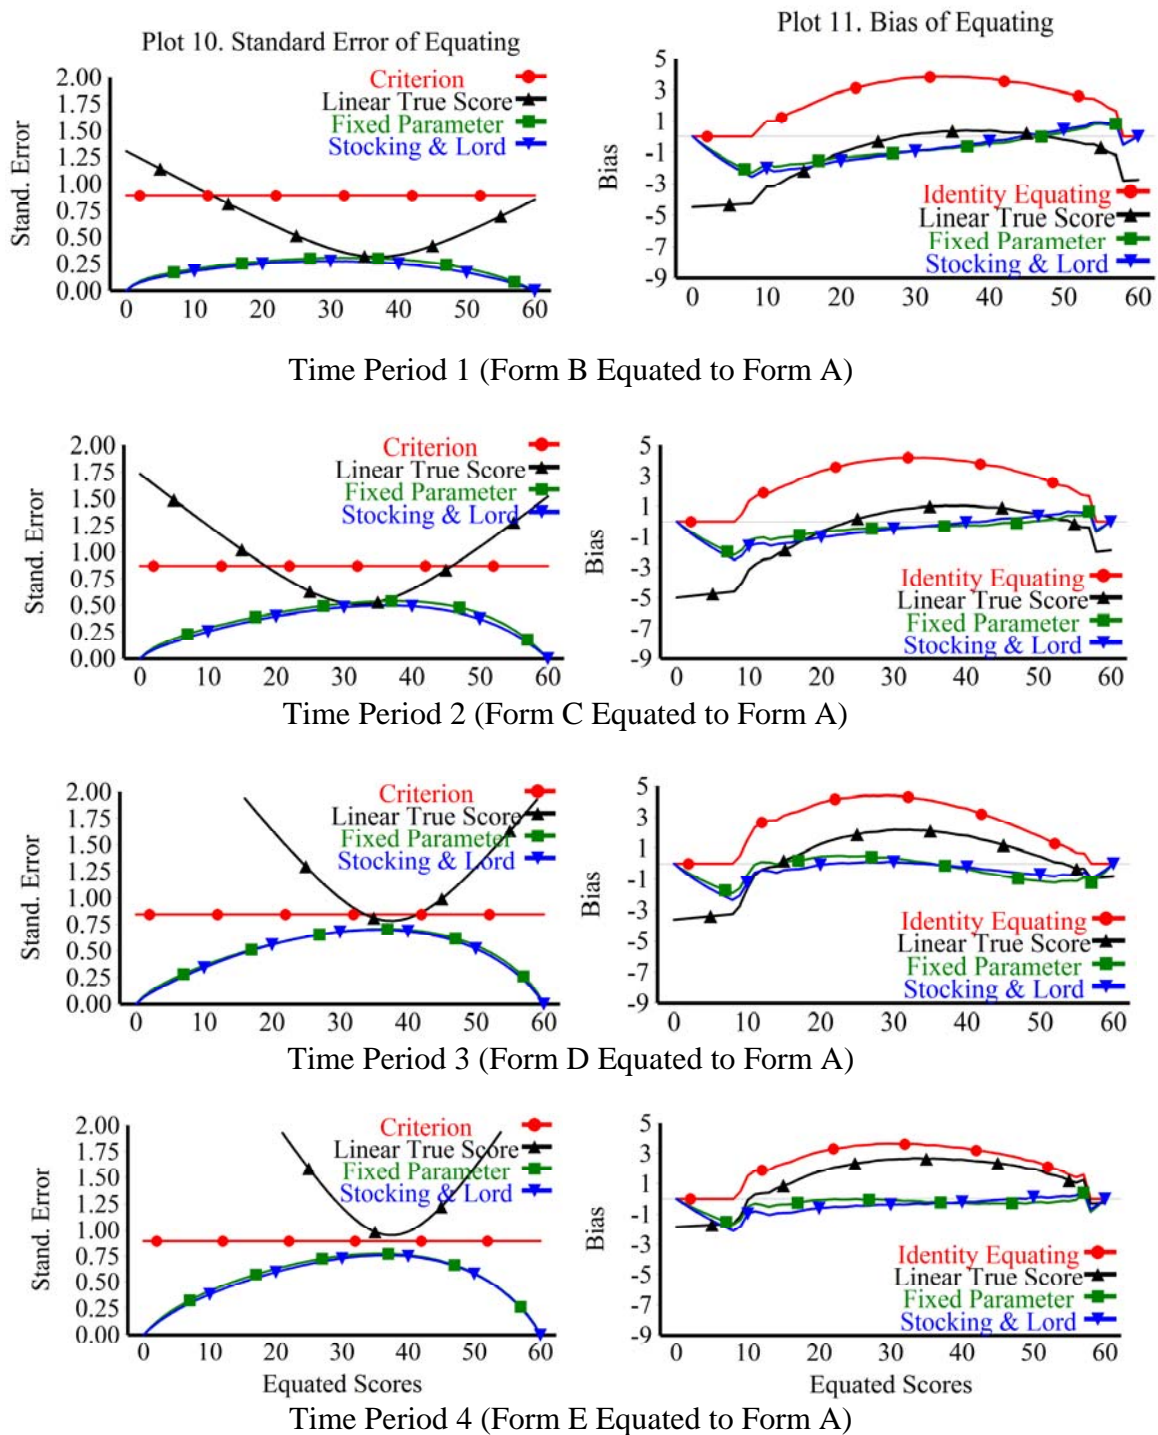 Plot 10. Standard Error of Equating
Stand. Error
2.00
1.75
1.50
1.25
1.00
0.75
0.50
0.25
0.00
Criterion
Linear True Score
Fixed Parameter
Stocking & Lord
0 10 20 30 40 50 60
Plot 11. Bias of Equating
Bias
5
3
1
-1
-3
-5
-7
-9
Identity Equating
Linear True Score
Fixed Parameter
Stocking & Lord
0 10 20 30 40 50 60
Time Period 1 (Form B Equated to Form A)
Stand. Error
2.00
1.75
1.50
1.25
1.00
0.75
0.50
0.25
0.00
Criterion
Linear True Score
Fixed Parameter
Stocking & Lord
0 10 20 30 40 50 60
Bias
5
3
1
-1
-3
-5
-7
-9
Identity Equating
Linear True Score
Fixed Parameter
Stocking & Lord
0 10 20 30 40 50 60
Time Period 2 (Form C Equated to Form A)
Stand. Error
2.00
1.75
1.50
1.25
1.00
0.75
0.50
0.25
0.00
Criterion
Linear True Score
Fixed Parameter
Stocking & Lord
0 10 20 30 40 50 60
Bias
5
3
1
-1
-3
-5
-7
-9
Identity Equating
Linear True Score
Fixed Parameter
Stocking & Lord
0 10 20 30 40 50 60
Time Period 3 (Form D Equated to Form A)
Stand. Error
2.00
1.75
1.50
1.25
1.00
0.75
0.50
0.25
0.00
Criterion
Linear True Score
Fixed Parameter
Stocking & Lord
0 10 20 30 40 50 60
Equated Scores
Bias
5
3
1
-1
-3
-5
-7
-9
Identity Equating
Linear True Score
Fixed Parameter
Stocking & Lord
0 10 20 30 40 50 60
Equated Scores
Time Period 4 (Form E Equated to Form A)